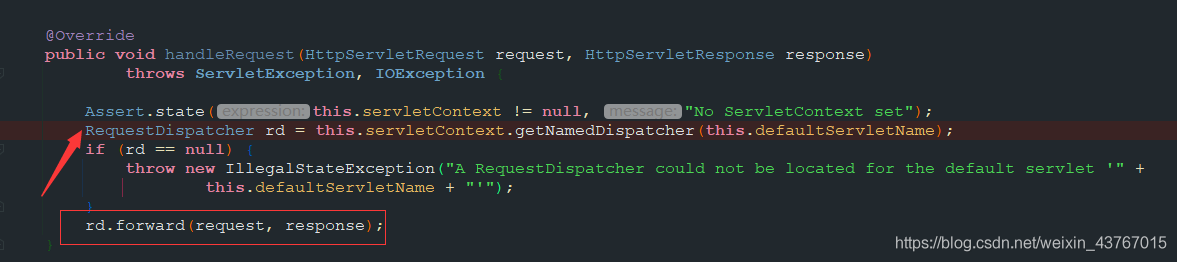 @Override
public void handleRequest(HttpServletRequest request, HttpServletResponse response)
throws ServletException, IOException {
Assert.state( expression: this.servletContext != null, message: "No ServletContext set");
RequestDispatcher rd = this.servletContext.getNamedDispatcher(this.defaultServletName);
if (rd == null) {
throw new IllegalStateException("A RequestDispatcher could not be located for the default servlet '" +
this.defaultServletName + "'");
}
rd.forward(request, response);
}
https://blog.csdn.net/weixin_43767015